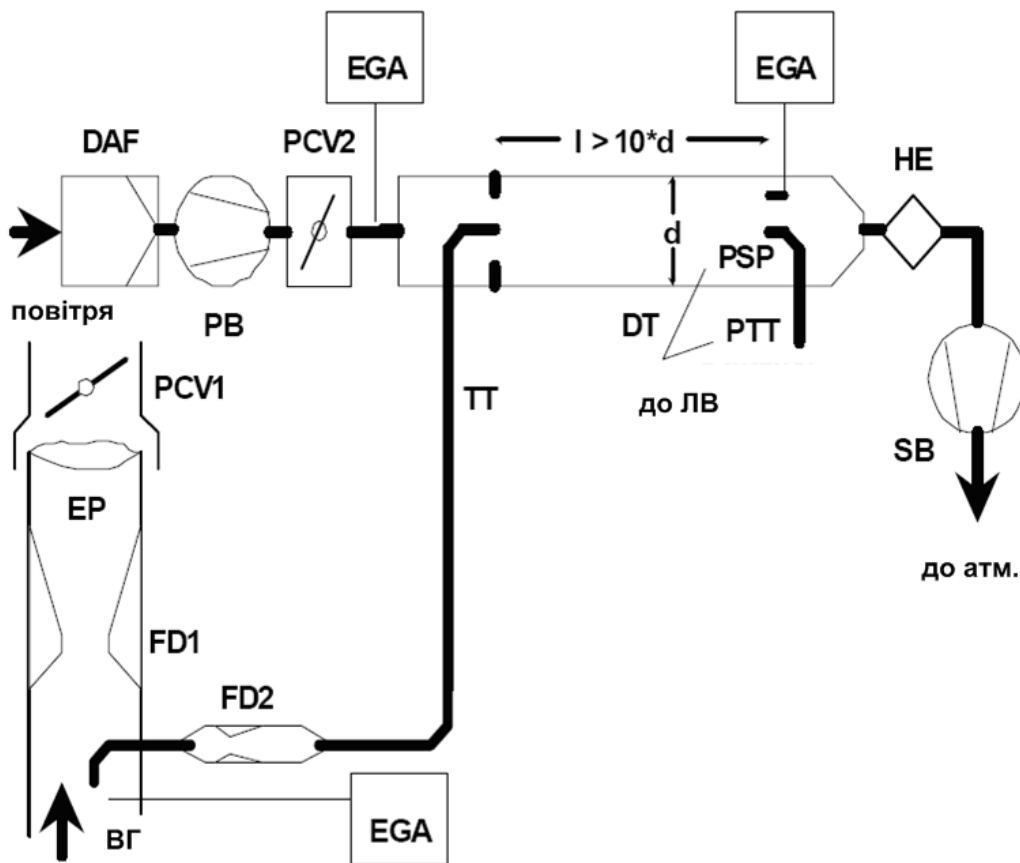 EGA
EGA
DAF
PCV2
l > 10*d
HE
d
PSP
повітря
PB
DT
PTT
PCV1
TT
до ЛВ
SB
EP
до атм.
FD1
FD2
ВГ
EGA